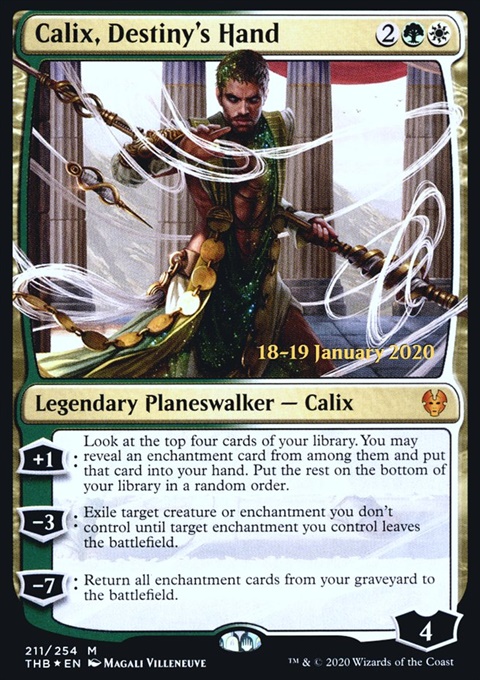 Calix, Destiny's Hand 2
18–19 January 2020
Legendary Planeswalker — Calix
+1: Look at the top four cards of your library. You may
reveal an enchantment card from among them and put
that card into your hand. Put the rest on the bottom of
your library in a random order.
−3: Exile target creature or enchantment you don't
control until target enchantment you control leaves
the battlefield.
−7: Return all enchantment cards from your graveyard to
the battlefield.
4
211/254 M
THB ★ EN Magali Villeneuve
™ & © 2020 Wizards of the Coast